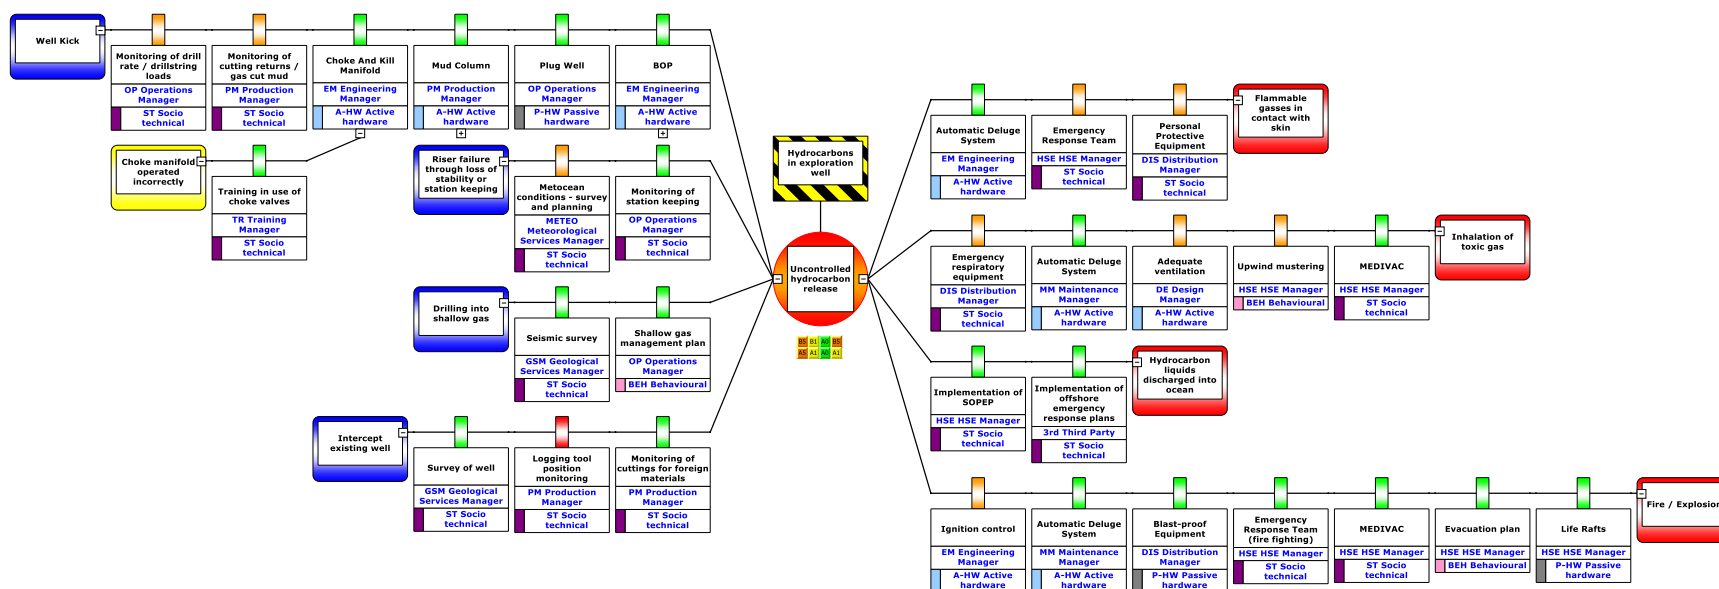 Well Kick
Monitoring of drill
rate / drillstring
loads
OP Operations
Manager
ST Socio
technical
Monitoring of
cutting returns /
gas cut mud
PM Production
Manager
ST Socio
technical
Choke And Kill
Manifold
EM Engineering
Manager
A-HW Active
hardware
Mud Column
PM Production
Manager
A-HW Active
hardware
Plug Well
OP Operations
Manager
P-HW Passive
hardware
BOP
EM Engineering
Manager
A-HW Active
hardware
Choke manifold
operated
incorrectly
Training in use of
choke valves
TR Training
Manager
ST Socio
technical
Riser failure
through loss of
stability or
station keeping
Metocean
conditions - survey
and planning
METEO
Meteorological
Services Manager
ST Socio
technical
Monitoring of
station keeping
OP Operations
Manager
ST Socio
technical
Drilling into
shallow gas
Seismic survey
GSM Geological
Services Manager
ST Socio
technical
Shallow gas
management plan
OP Operations
Manager
BEH Behavioural
Intercept
existing well
Survey of well
GSM Geological
Services Manager
ST Socio
technical
Logging tool
position
monitoring
PM Production
Manager
ST Socio
technical
Monitoring of
cuttings for foreign
materials
PM Production
Manager
ST Socio
technical
Hydrocarbons
in exploration
well
Uncontrolled
hydrocarbon
release
B5 B1 A0 B5
A5 A1 A0 A1
Automatic Deluge
System
EM Engineering
Manager
A-HW Active
hardware
Emergency
Response Team
HSE HSE Manager
ST Socio
technical
Personal
Protective
Equipment
DIS Distribution
Manager
ST Socio
technical
Flammable
gasses in
contact with
skin
Emergency
respiratory
equipment
DIS Distribution
Manager
ST Socio
technical
Automatic Deluge
System
MM Maintenance
Manager
A-HW Active
hardware
Adequate
ventilation
DE Design
Manager
A-HW Active
hardware
Upwind mustering
HSE HSE Manager
BEH Behavioural
MEDIVAC
HSE HSE Manager
ST Socio
technical
Inhalation of
toxic gas
Implementation of
SOPEP
HSE HSE Manager
ST Socio
technical
Implementation of
offshore
emergency
response plans
3rd Third Party
ST Socio
technical
Hydrocarbon
liquids
discharged into
ocean
Ignition control
EM Engineering
Manager
A-HW Active
hardware
Automatic Deluge
System
MM Maintenance
Manager
A-HW Active
hardware
Blast-proof
Equipment
DIS Distribution
Manager
P-HW Passive
hardware
Emergency
Response Team
(fire fighting)
HSE HSE Manager
ST Socio
technical
MEDIVAC
HSE HSE Manager
ST Socio
technical
Evacuation plan
HSE HSE Manager
BEH Behavioural
Life Rafts
HSE HSE Manager
P-HW Passive
hardware
Fire / Explosion